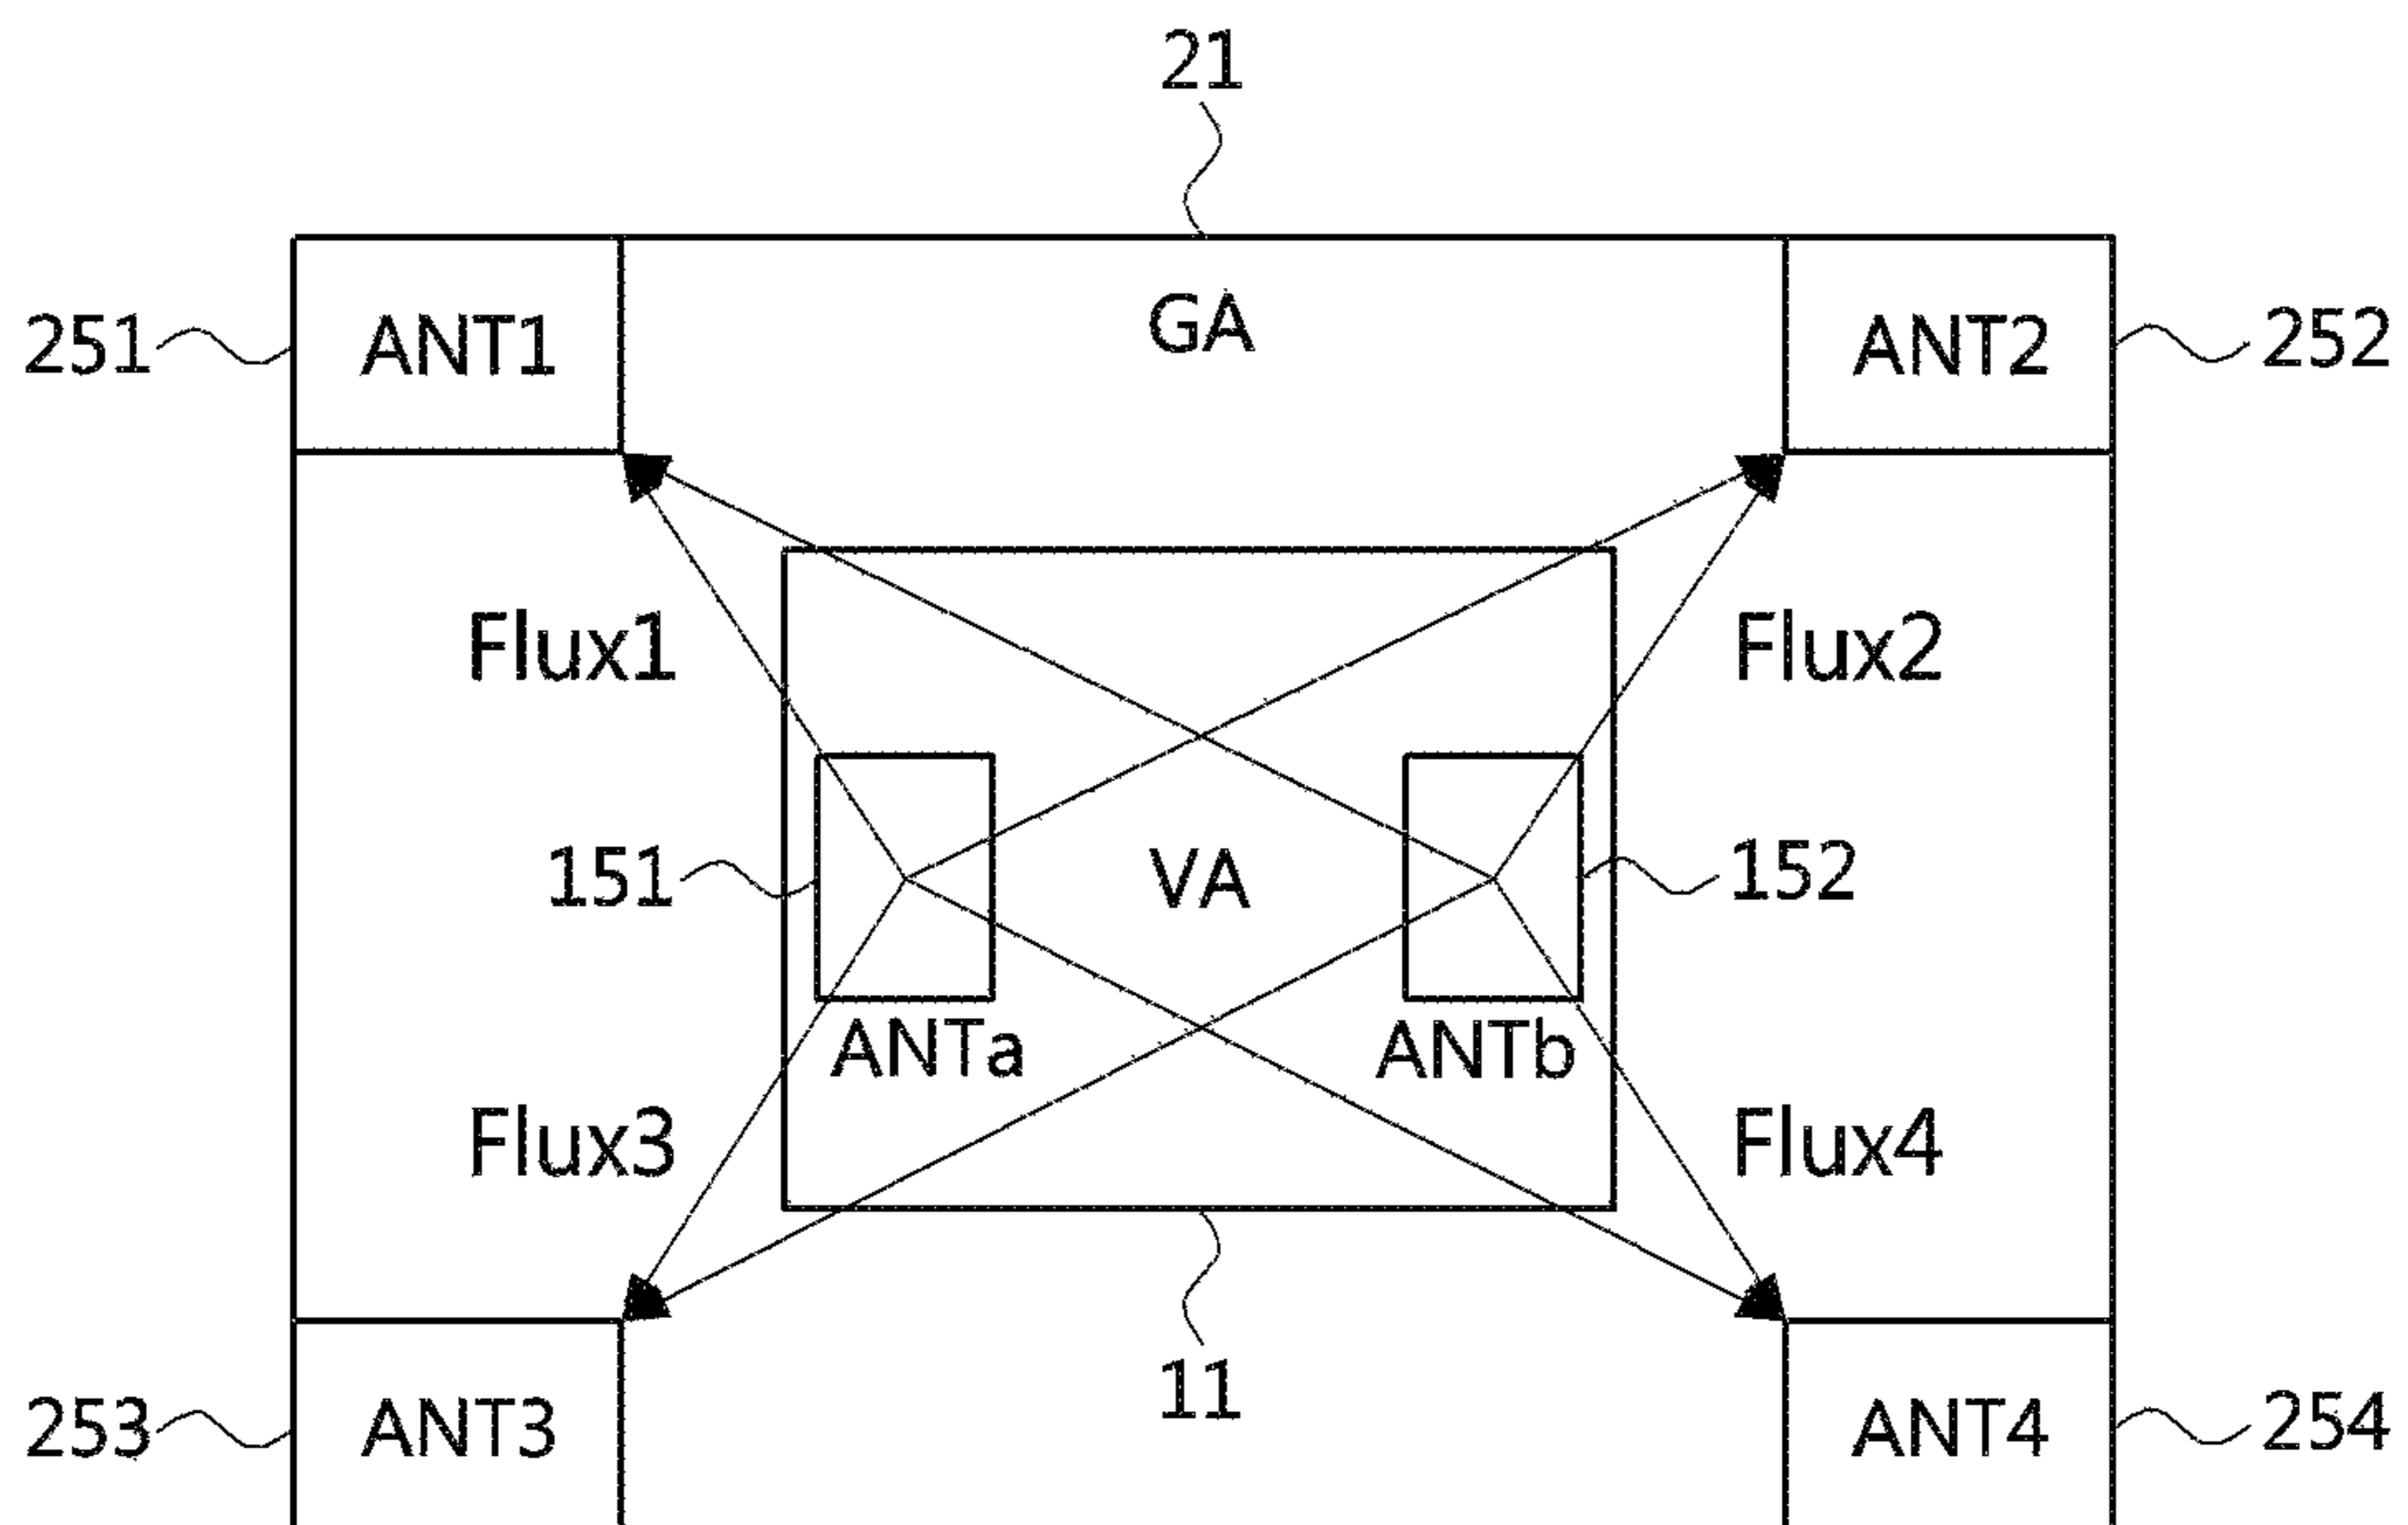 21
251 ANT1 GA ANT2 252
Flux1 Flux2
151 VA 152
ANTa ANTb
Flux3 Flux4
11
253 ANT3 ANT4 254